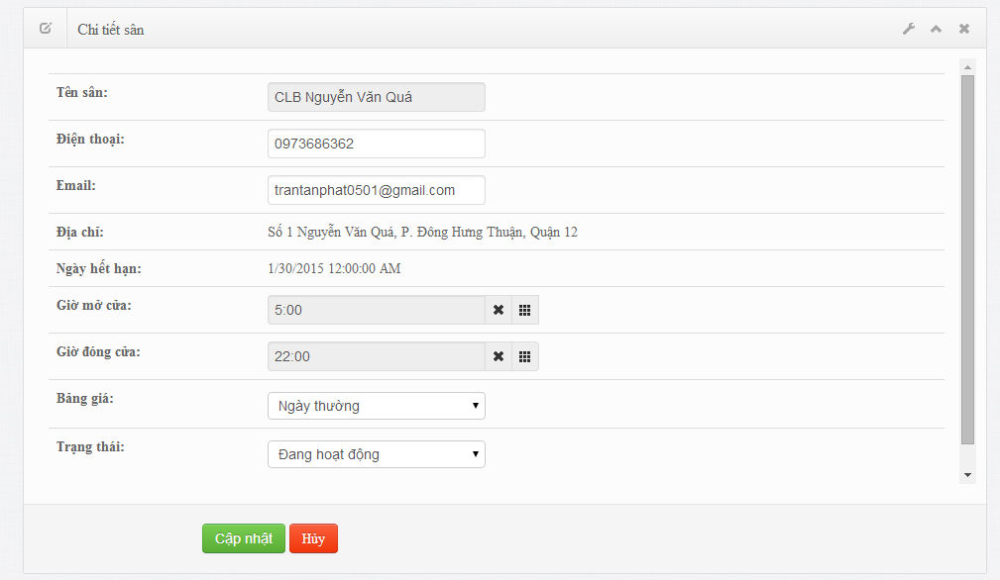 Chi tiết sân
Tên sân: CLB Nguyễn Văn Quá
Điện thoại: 0973686362
Email: trantanphat0501@gmail.com
Địa chỉ: Số 1 Nguyễn Văn Quá, P. Đông Hưng Thuận, Quận 12
Ngày hết hạn: 1/30/2015 12:00:00 AM
Giờ mở cửa: 5:00
Giờ đóng cửa: 22:00
Bảng giá: Ngày thường
Trạng thái: Đang hoạt động
Cập nhật Hủy